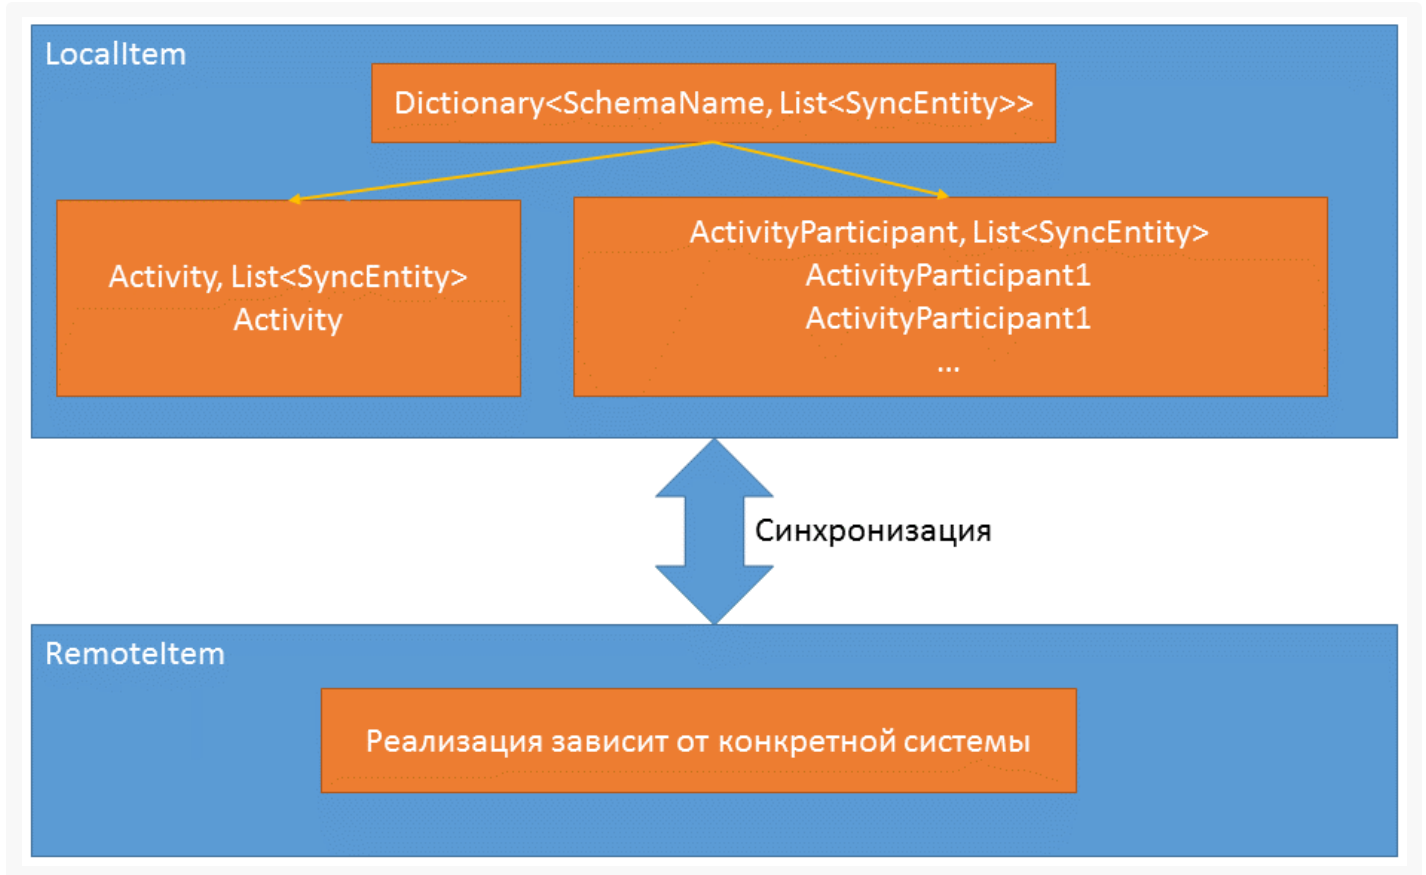 LocalItem
Dictionary<SchemaName, List<SyncEntity>>
Activity, List<SyncEntity>
Activity
ActivityParticipant, List<SyncEntity>
ActivityParticipant1
ActivityParticipant1
...
Синхронизация
RemoteItem
Реализация зависит от конкретной системы